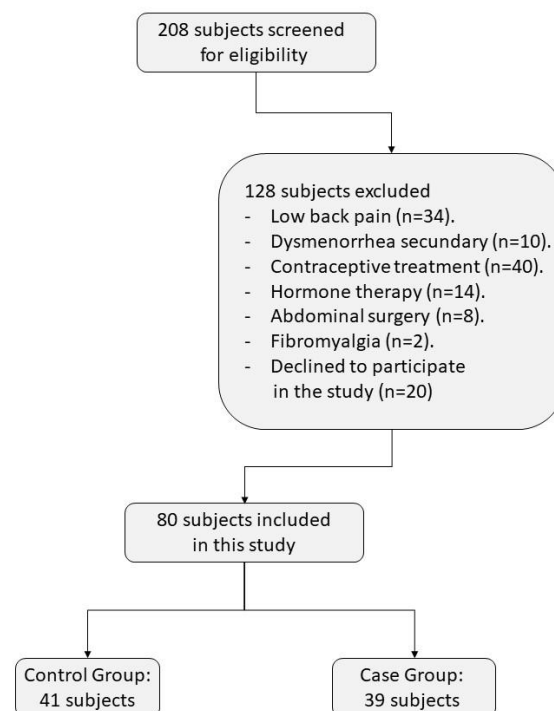 208 subjects screened
for eligibility
128 subjects excluded
- Low back pain (n=34).
- Dysmenorrhea secundary (n=10).
- Contraceptive treatment (n=40).
- Hormone therapy (n=14).
- Abdominal surgery (n=8).
- Fibromyalgia (n=2).
- Declined to participate
in the study (n=20)
80 subjects included
in this study
Control Group:
41 subjects
Case Group:
39 subjects